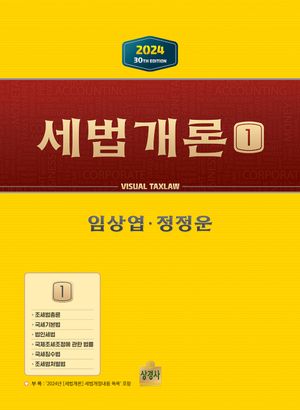 2024
30TH EDITION
세법개론 1
VISUAL TAXLAW
임상엽 · 정정운
1
· 조세법총론
· 국세기본법
· 법인세법
· 국제조세조정에 관한 법률
· 국세징수법
· 조세범처벌법
부록 : '2024년 [세법개론] 세법개정내용 쏙쏙' 포함
상경사